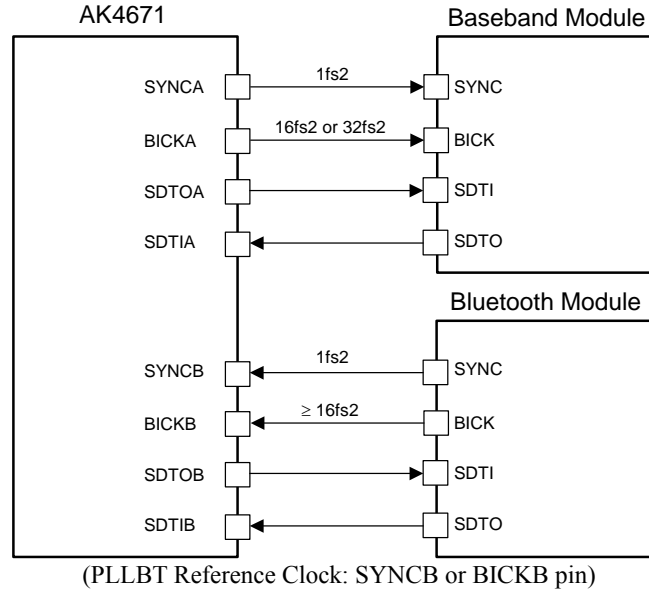 AK4671 Baseband Module
SYNCA 1fs2 SYNC
BICKA 16fs2 or 32fs2 BICK
SDTOA SDTI
SDTIA SDTO
Bluetooth Module
SYNCB 1fs2 SYNC
BICKB ≥ 16fs2 BICK
SDTOB SDTI
SDTIB SDTO
(PLLBT Reference Clock: SYNCB or BICKB pin)